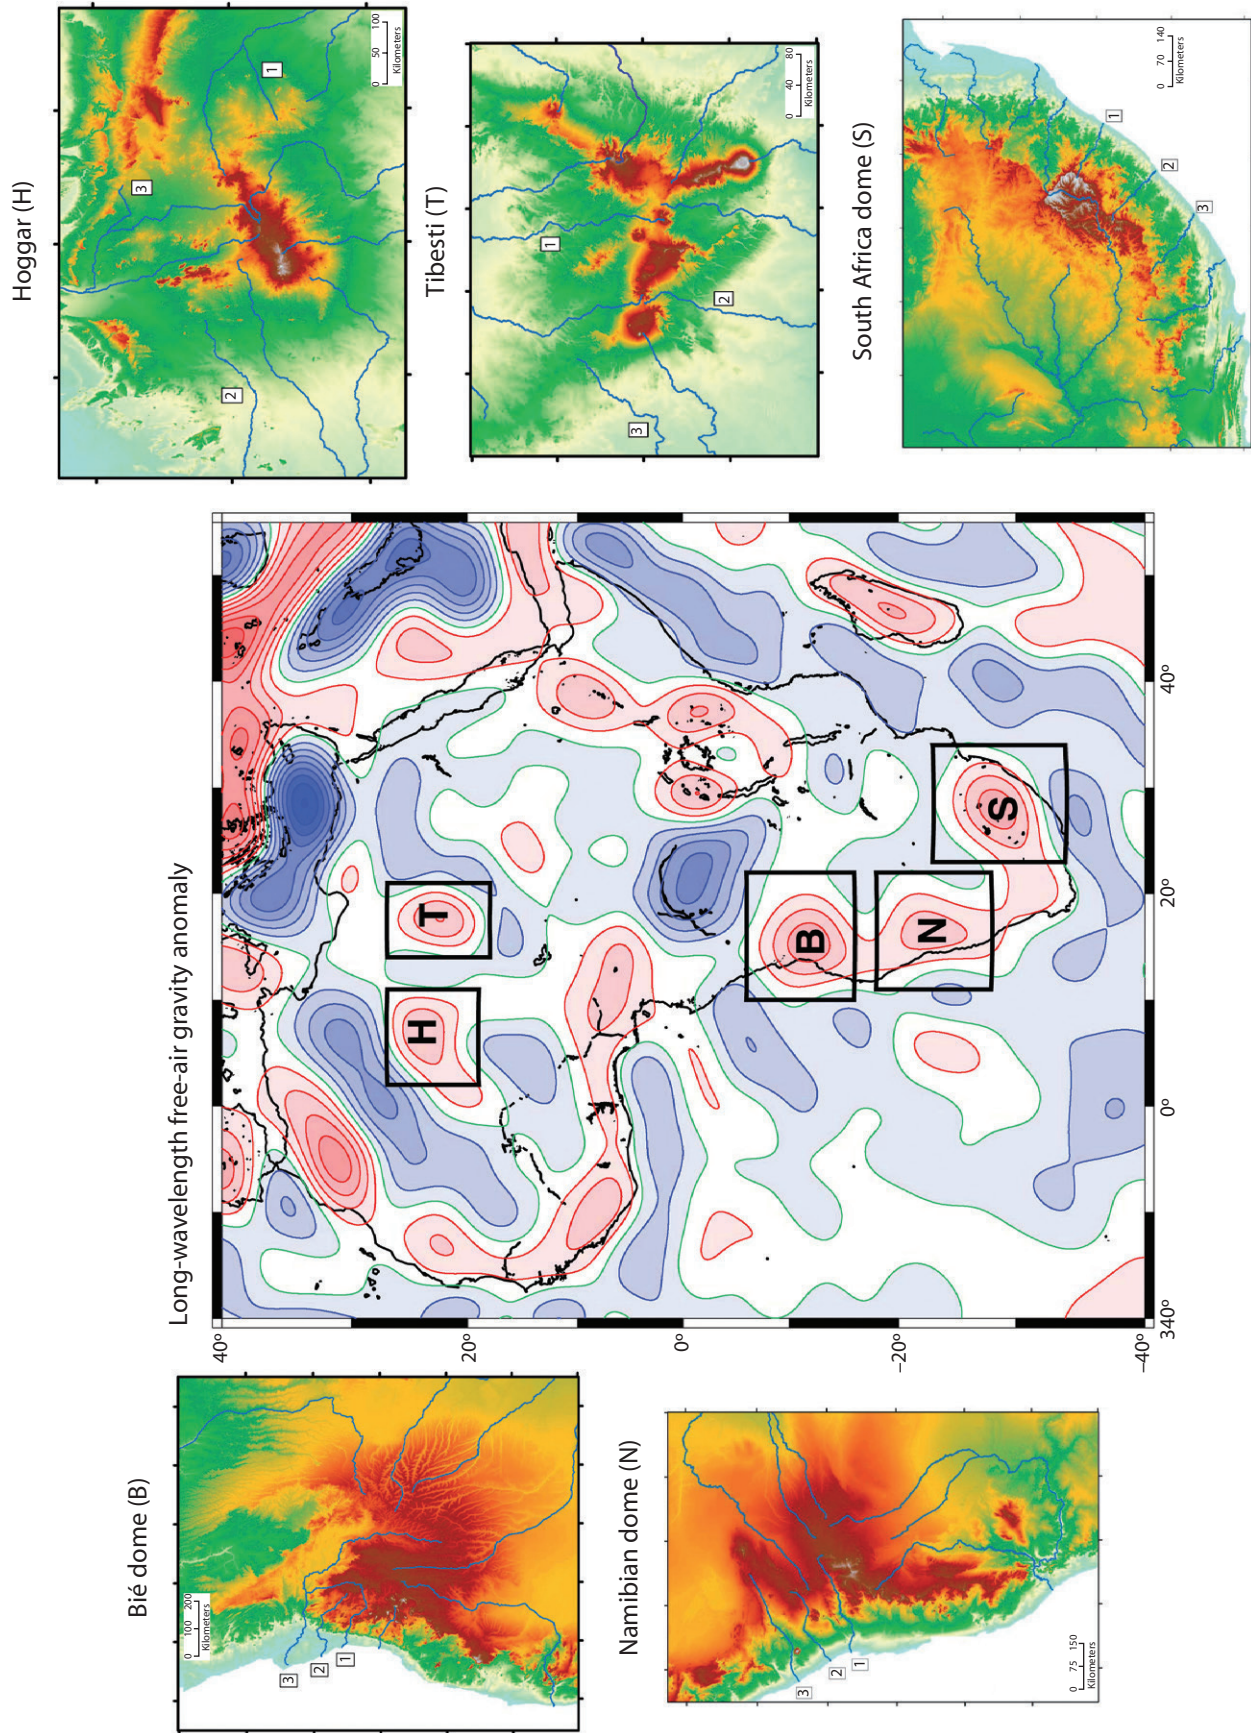 Hoggar (H)
1
2
3
0 50 100
Kilometers
Tibesti (T)
1
2
3
0 40 80
Kilometers
South Africa dome (S)
1
2
3
0 70 140
Kilometers
Long-wavelength free-air gravity anomaly
H
T
B
N
S
40°
20°
0°
−20°
−40°
340°
0°
20°
40°
Bié dome (B)
0 100 200
Kilometers
3
2
1
Namibian dome (N)
3
2
1
0 75 150
Kilometers